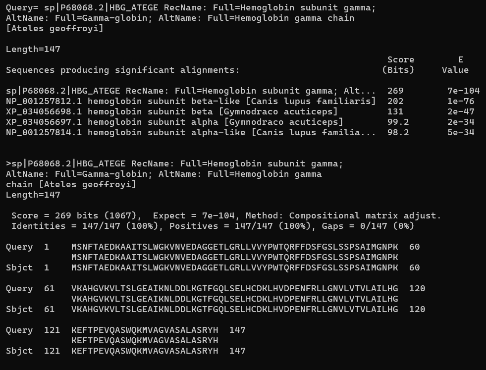 Query= sp|P68068.2|HBG_ATEGE RecName: Full=Hemoglobin subunit gamma;
AltName: Full=Gamma-globin; AltName: Full=Hemoglobin gamma chain
[Ateles geoffroyi]
Length=147
Score E
Sequences producing significant alignments: (Bits) Value
sp|P68068.2|HBG_ATEGE RecName: Full=Hemoglobin subunit gamma; Alt... 269 7e-104
NP_001257812.1 hemoglobin subunit beta-like [Canis lupus familiaris] 202 1e-76
XP_034056698.1 hemoglobin subunit beta [Gymnodraco acuticeps] 131 2e-47
XP_034056697.1 hemoglobin subunit alpha [Gymnodraco acuticeps] 99.2 2e-34
NP_001257814.1 hemoglobin subunit alpha-like [Canis lupus familia... 98.2 5e-34
>sp|P68068.2|HBG_ATEGE RecName: Full=Hemoglobin subunit gamma;
AltName: Full=Gamma-globin; AltName: Full=Hemoglobin gamma
chain [Ateles geoffroyi]
Length=147
Score = 269 bits (1067), Expect = 7e-104, Method: Compositional matrix adjust.
Identities = 147/147 (100%), Positives = 147/147 (100%), Gaps = 0/147 (0%)
Query 1 MSNFTAEDKAAITSLWGKVNVEDAGGETLGRLLVVYPWTQRFFDSFGSLSSPSAIMGNPK 60
MSNFTAEDKAAITSLWGKVNVEDAGGETLGRLLVVYPWTQRFFDSFGSLSSPSAIMGNPK
Sbjct 1 MSNFTAEDKAAITSLWGKVNVEDAGGETLGRLLVVYPWTQRFFDSFGSLSSPSAIMGNPK 60
Query 61 VKAHGVKVLTSLGEAIKNLDDLKGTFGQLSELHCDKLHVDPENFRLLGNVLVTVLAILHG 120
VKAHGVKVLTSLGEAIKNLDDLKGTFGQLSELHCDKLHVDPENFRLLGNVLVTVLAILHG
Sbjct 61 VKAHGVKVLTSLGEAIKNLDDLKGTFGQLSELHCDKLHVDPENFRLLGNVLVTVLAILHG 120
Query 121 KEFTPEVQASWQKMVAGVASALASRYH 147
KEFTPEVQASWQKMVAGVASALASRYH
Sbjct 121 KEFTPEVQASWQKMVAGVASALASRYH 147